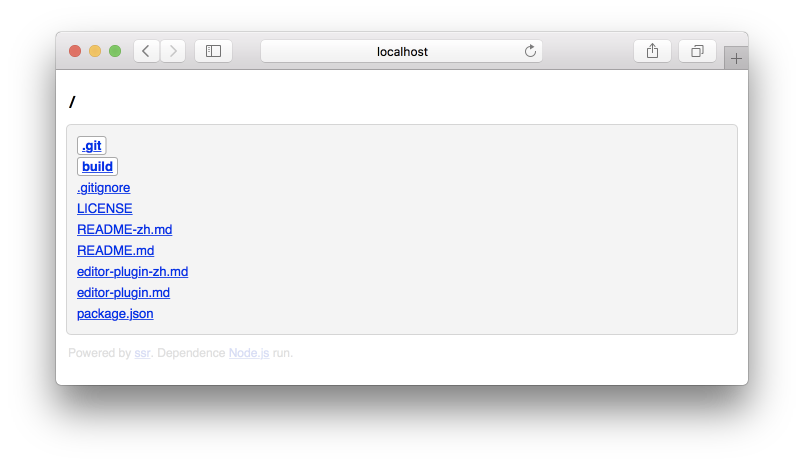 localhost
/
.git
build
.gitignore
LICENSE
README-zh.md
README.md
editor-plugin-zh.md
editor-plugin.md
package.json
Powered by ssr. Dependence Node.js run.